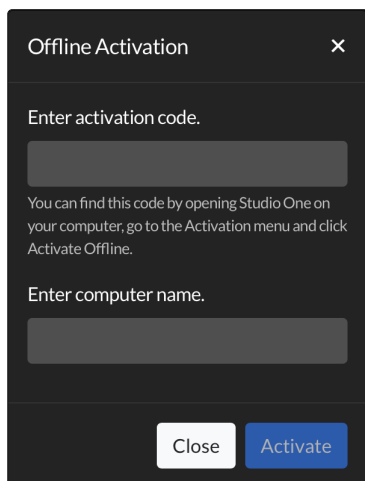 Offline Activation
Enter activation code.
You can find this code by opening Studio One on
your computer, go to the Activation menu and click
Activate Offline.
Enter computer name.
Close Activate